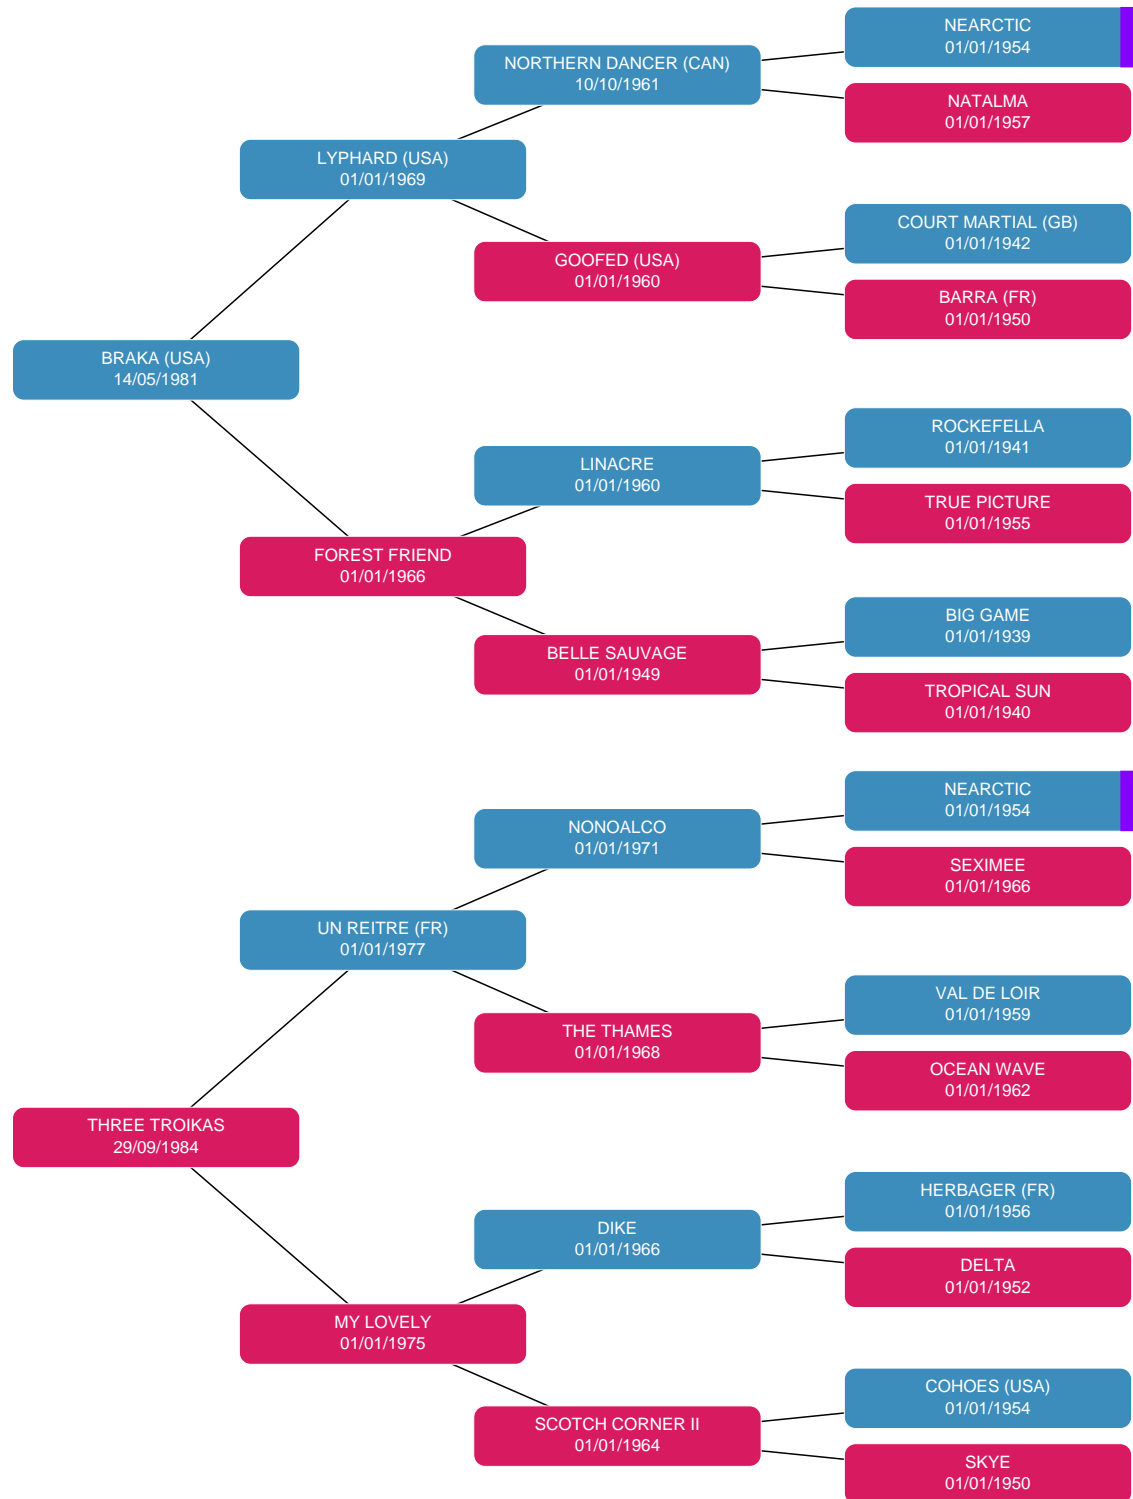 NEARCTIC
01/01/1954
NORTHERN DANCER (CAN)
10/10/1961
NATALMA
01/01/1957
LYPHARD (USA)
01/01/1969
COURT MARTIAL (GB)
01/01/1942
GOOFED (USA)
01/01/1960
BARRA (FR)
01/01/1950
BRAKA (USA)
14/05/1981
ROCKEFELLA
01/01/1941
LINACRE
01/01/1960
TRUE PICTURE
01/01/1955
FOREST FRIEND
01/01/1966
BIG GAME
01/01/1939
BELLE SAUVAGE
01/01/1949
TROPICAL SUN
01/01/1940
NEARCTIC
01/01/1954
NONOALCO
01/01/1971
SEXIMEE
01/01/1966
UN REITRE (FR)
01/01/1977
VAL DE LOIR
01/01/1959
THE THAMES
01/01/1968
OCEAN WAVE
01/01/1962
THREE TROIKAS
29/09/1984
HERBAGER (FR)
01/01/1956
DIKE
01/01/1966
DELTA
01/01/1952
MY LOVELY
01/01/1975
COHOES (USA)
01/01/1954
SCOTCH CORNER II
01/01/1964
SKYE
01/01/1950